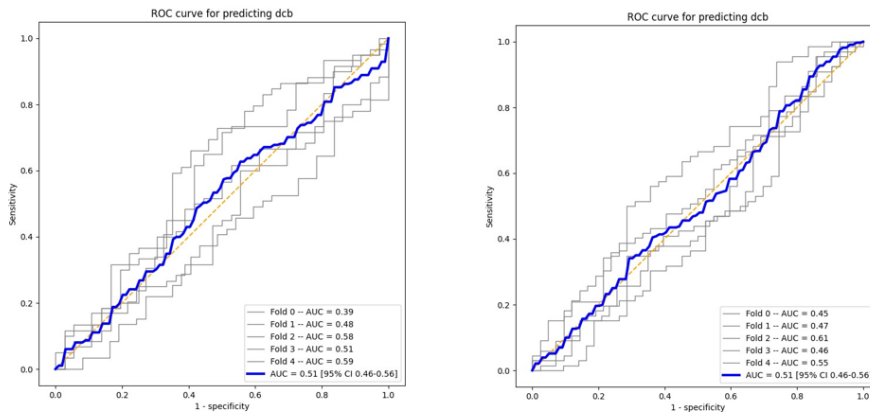 ROC curve for predicting dcb
1.0
0.8
0.6
0.4
0.2
0.0
Sensitivity
0.0 0.2 0.4 0.6 0.8 1.0
1 - specificity
Fold 0 -- AUC = 0.39
Fold 1 -- AUC = 0.48
Fold 2 -- AUC = 0.58
Fold 3 -- AUC = 0.51
Fold 4 -- AUC = 0.59
AUC = 0.51 [95% CI 0.46-0.56]
ROC curve for predicting dcb
1.0
0.8
0.6
0.4
0.2
0.0
Sensitivity
0.0 0.2 0.4 0.6 0.8 1.0
1 - specificity
Fold 0 -- AUC = 0.45
Fold 1 -- AUC = 0.47
Fold 2 -- AUC = 0.61
Fold 3 -- AUC = 0.46
Fold 4 -- AUC = 0.55
AUC = 0.51 [95% CI 0.46-0.56]